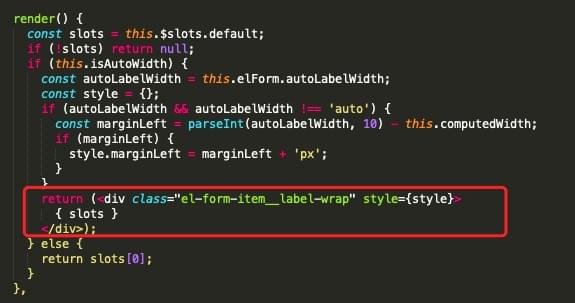 render() {
const slots = this.$slots.default;
if (!slots) return null;
if (this.isAutoWidth) {
const autoLabelWidth = this.elForm.autoLabelWidth;
const style = {};
if (autoLabelWidth && autoLabelWidth !== 'auto') {
const marginLeft = parseInt(autoLabelWidth, 10) - this.computedWidth;
if (marginLeft) {
style.marginLeft = marginLeft + 'px';
}
}
return (<div class="el-form-item__label-wrap" style={style}>
{ slots }
</div>);
} else {
return slots[0];
}
},